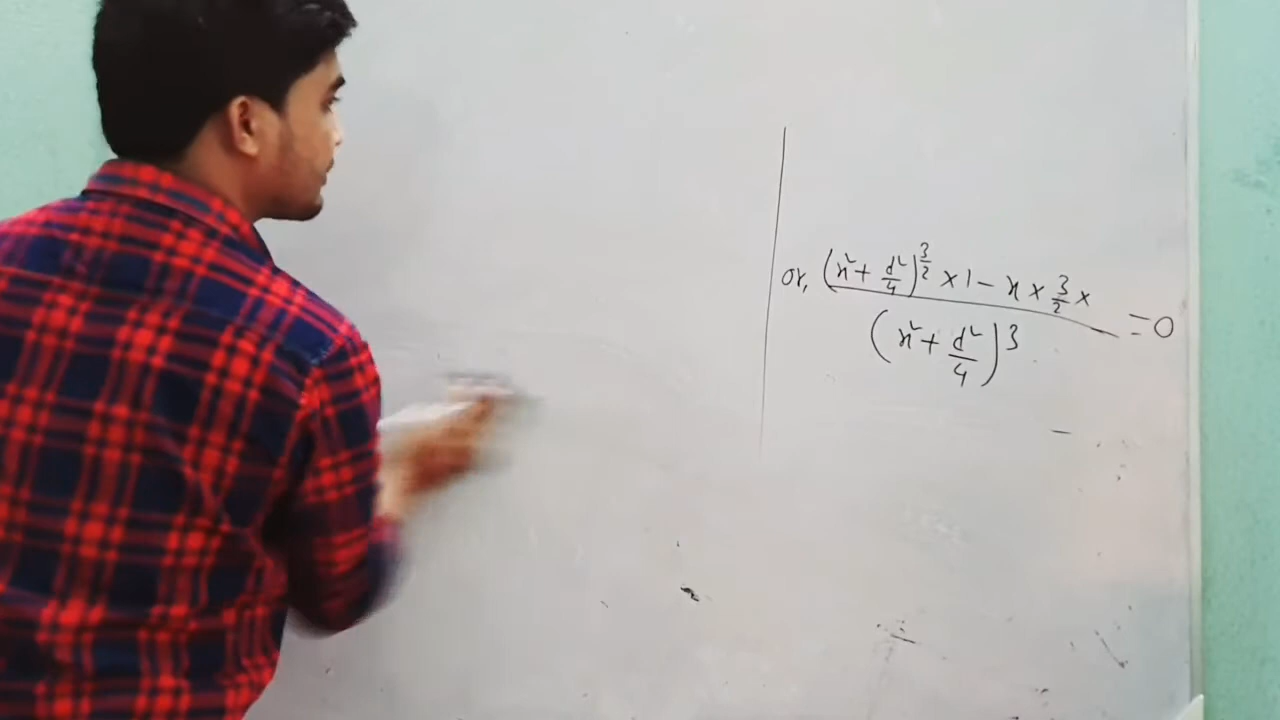 or, (x² + d²/4)^3/2 × 1 - x × 3/2 × = 0
(x² + d²/4)³